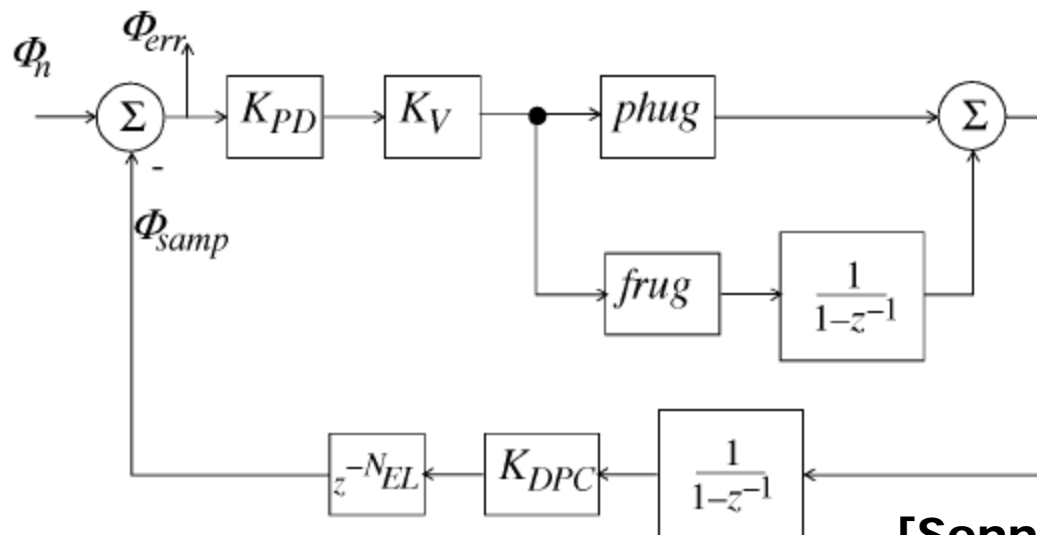 Φn
Φerr
Σ
KPD
KV
phug
Σ
-
Φsamp
frug
1
1–z–1
z–NEL
KDPC
1
1–z–1